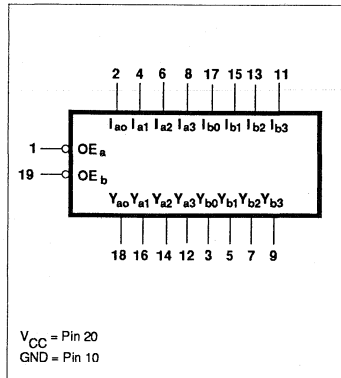 2 4 6 8 17 15 13 11
Iao Ia1 Ia2 Ia3 Ib0 Ib1 Ib2 Ib3
1 OEa
19 OEb
Yao Ya1 Ya2 Ya3 Yb0 Yb1 Yb2 Yb3
18 16 14 12 3 5 7 9
VCC = Pin 20
GND = Pin 10